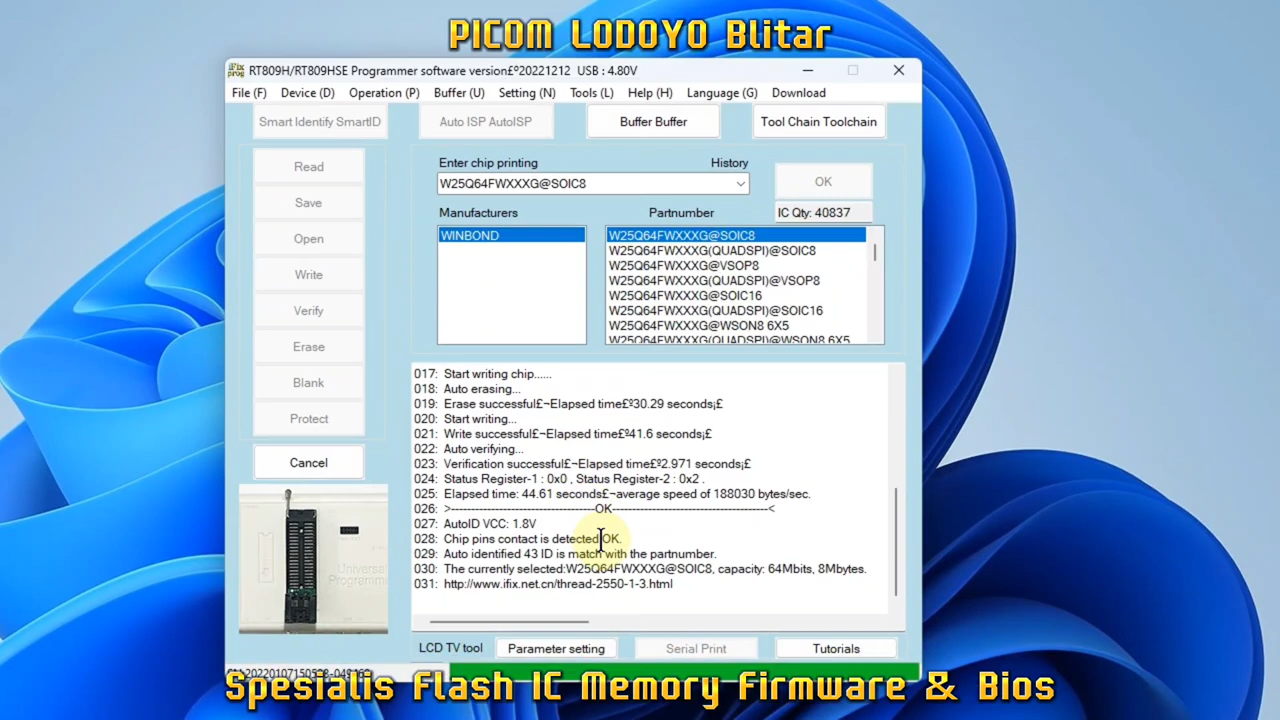 PICOM LODOYO Blitar
iFix prog RT809H/RT809HSE Programmer software version£º20221212 USB : 4.80V
File (F) Device (D) Operation (P) Buffer (U) Setting (N) Tools (L) Help (H) Language (G) Download
Smart Identify SmartID Auto ISP AutoISP Buffer Buffer Tool Chain Toolchain
Read
Save
Open
Write
Verify
Erase
Blank
Protect
Cancel
Enter chip printing History
W25Q64FWXXXG@SOIC8 OK
Manufacturers Partnumber IC Qty: 40837
WINBOND
W25Q64FWXXXG@SOIC8
W25Q64FWXXXG(QUADSPI)@SOIC8
W25Q64FWXXXG@VSOP8
W25Q64FWXXXG(QUADSPI)@VSOP8
W25Q64FWXXXG@SOIC16
W25Q64FWXXXG(QUADSPI)@SOIC16
W25Q64FWXXXG@WSON8 6X5
W25Q64FWXXXG(QUADSPI)@WSON8 6X5
017: Start writing chip......
018: Auto erasing...
019: Erase successful£¬Elapsed time£º30.29 seconds¡£
020: Start writing...
021: Write successful£¬Elapsed time£º41.6 seconds¡£
022: Auto verifying...
023: Verification successful£¬Elapsed time£º2.971 seconds¡£
024: Status Register-1 : 0x0 , Status Register-2 : 0x2 .
025: Elapsed time: 44.61 seconds£¬average speed of 188030 bytes/sec.
026: >-----------------------------------OK---------------------------------------<
027: AutoID VCC: 1.8V
028: Chip pins contact is detected OK.
029: Auto identified 43 ID is match with the partnumber.
030: The currently selected:W25Q64FWXXXG@SOIC8, capacity: 64Mbits, 8Mbytes.
031: http://www.ifix.net.cn/thread-2550-1-3.html
Universal
Programme
LCD TV tool Parameter setting Serial Print Tutorials
Spesialis Flash IC Memory Firmware & Bios